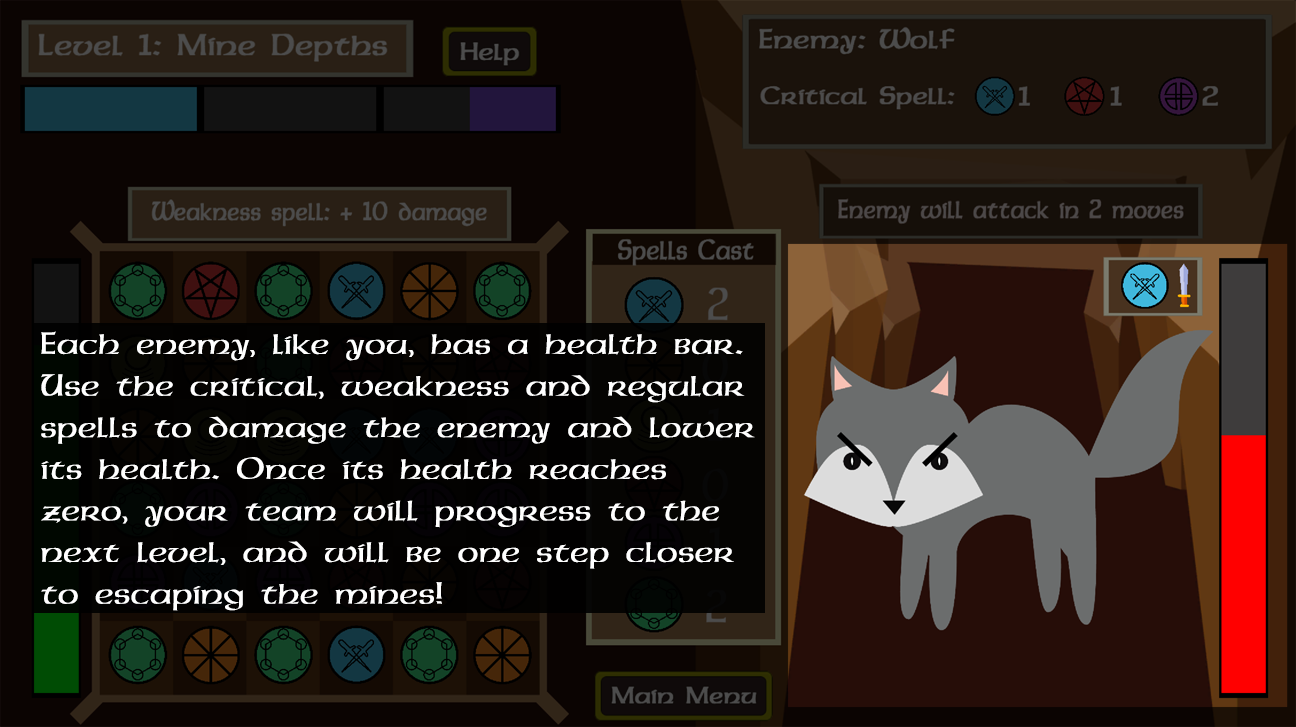 Level 1: Mine Depths
Help
Enemy: Wolf
Critical Spell: 1 1 2
Weakness spell: + 10 damage
Enemy will attack in 2 moves
Spells Cast
2
Each enemy, like you, has a health bar.
Use the critical, weakness and regular
spells to damage the enemy and lower
its health. Once its health reaches
zero, your team will progress to the
next level, and will be one step closer
to escaping the mines!
0
2
Main Menu